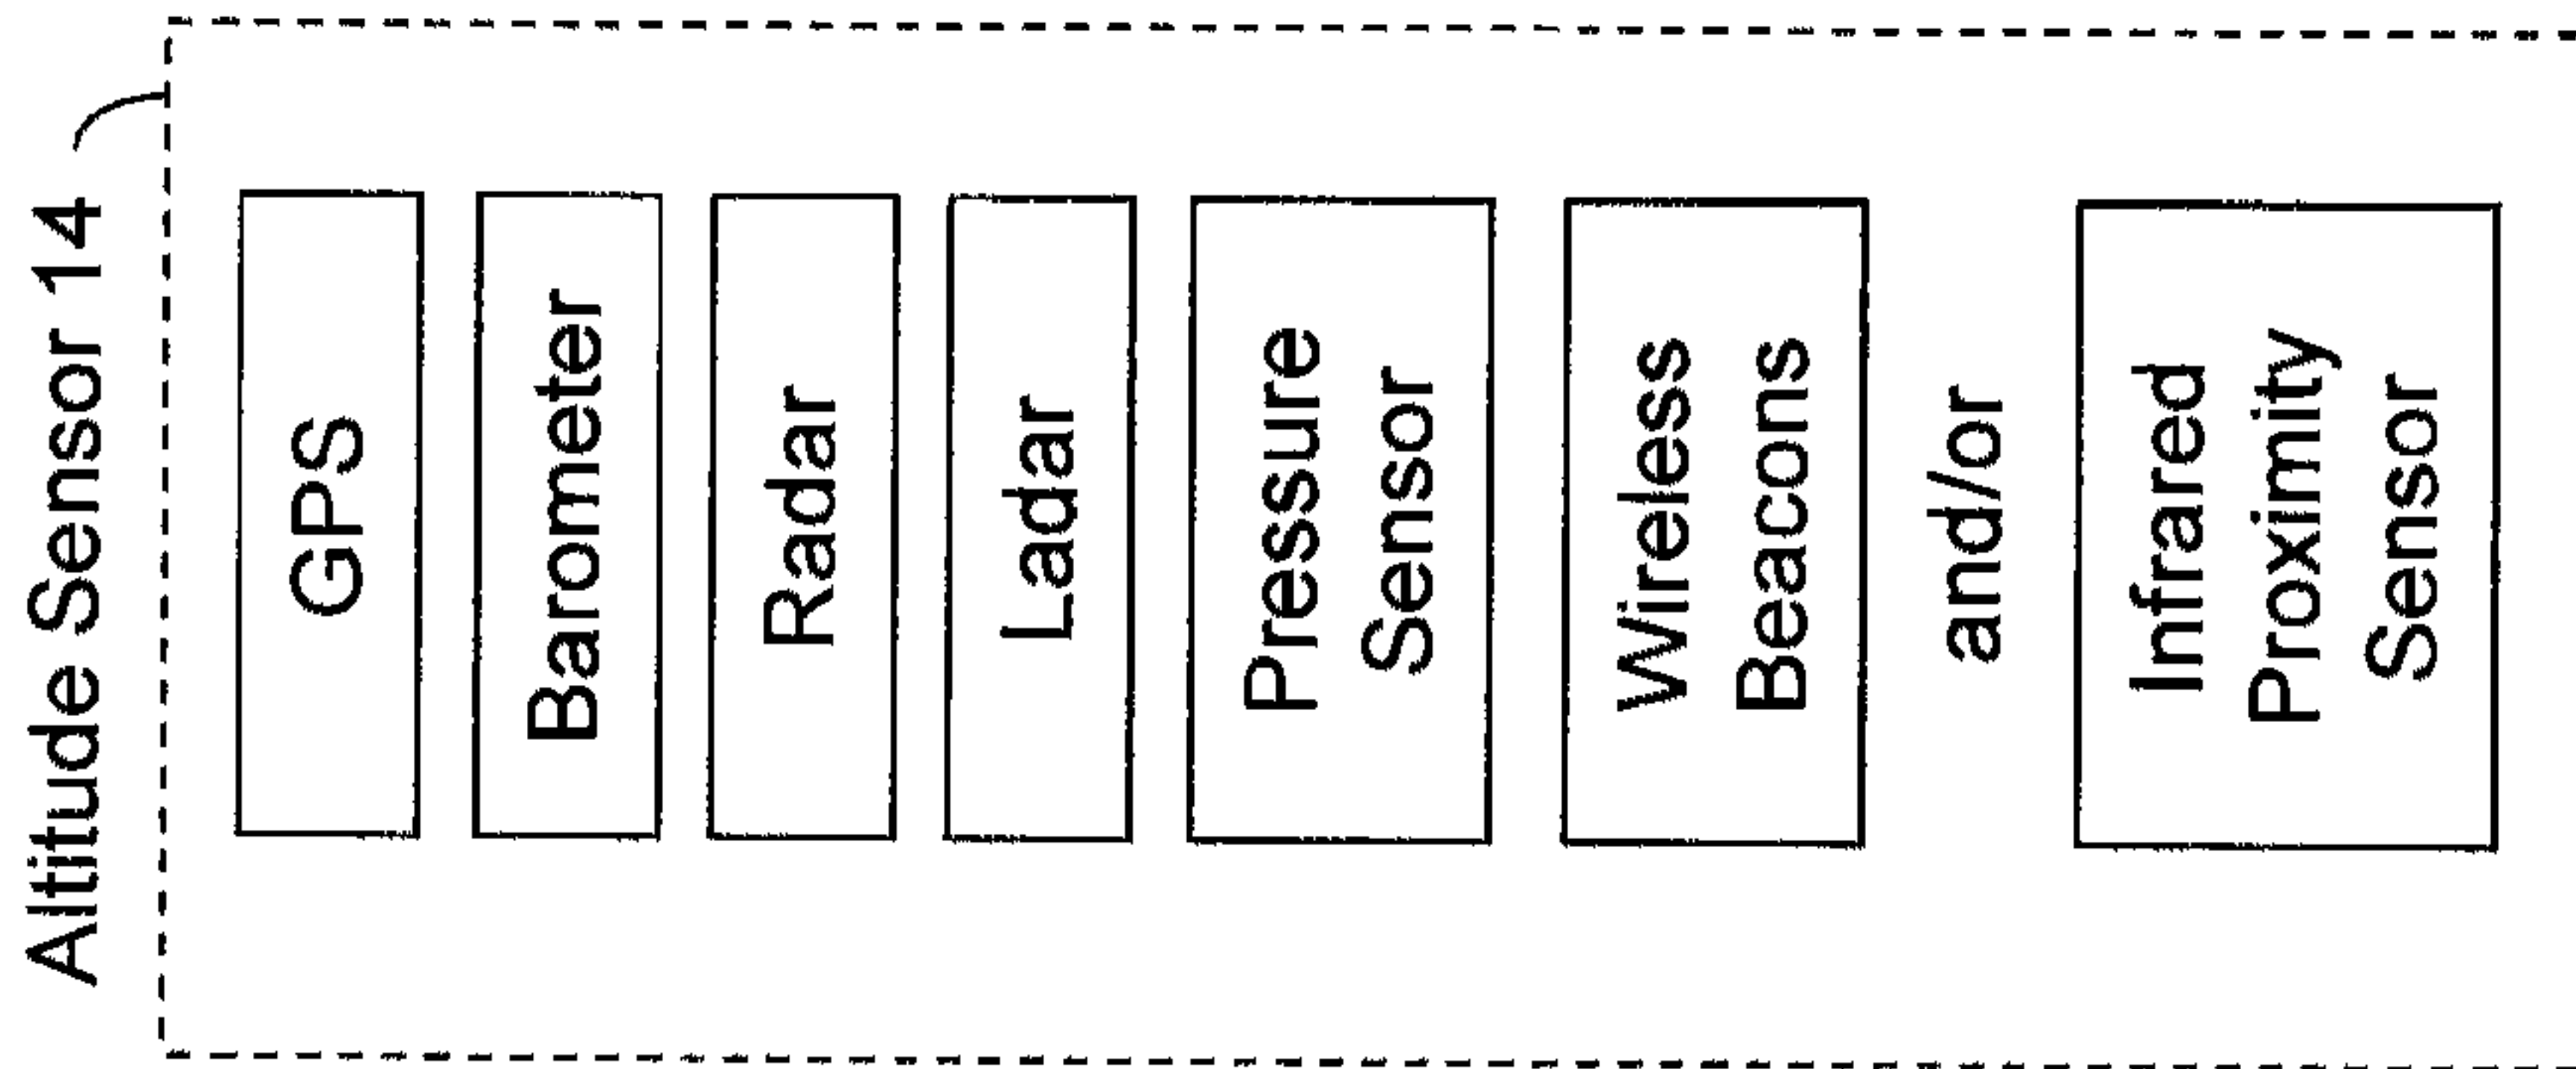 Altitude Sensor 14
GPS
Barometer
Radar
Ladar
Pressure
Sensor
Wireless
Beacons
and/or
Infrared
Proximity
Sensor